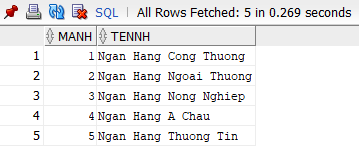 SQL | All Rows Fetched: 5 in 0.269 seconds
MANH TENNH
1 1 Ngan Hang Cong Thuong
2 2 Ngan Hang Ngoai Thuong
3 3 Ngan Hang Nong Nghiep
4 4 Ngan Hang A Chau
5 5 Ngan Hang Thuong Tin